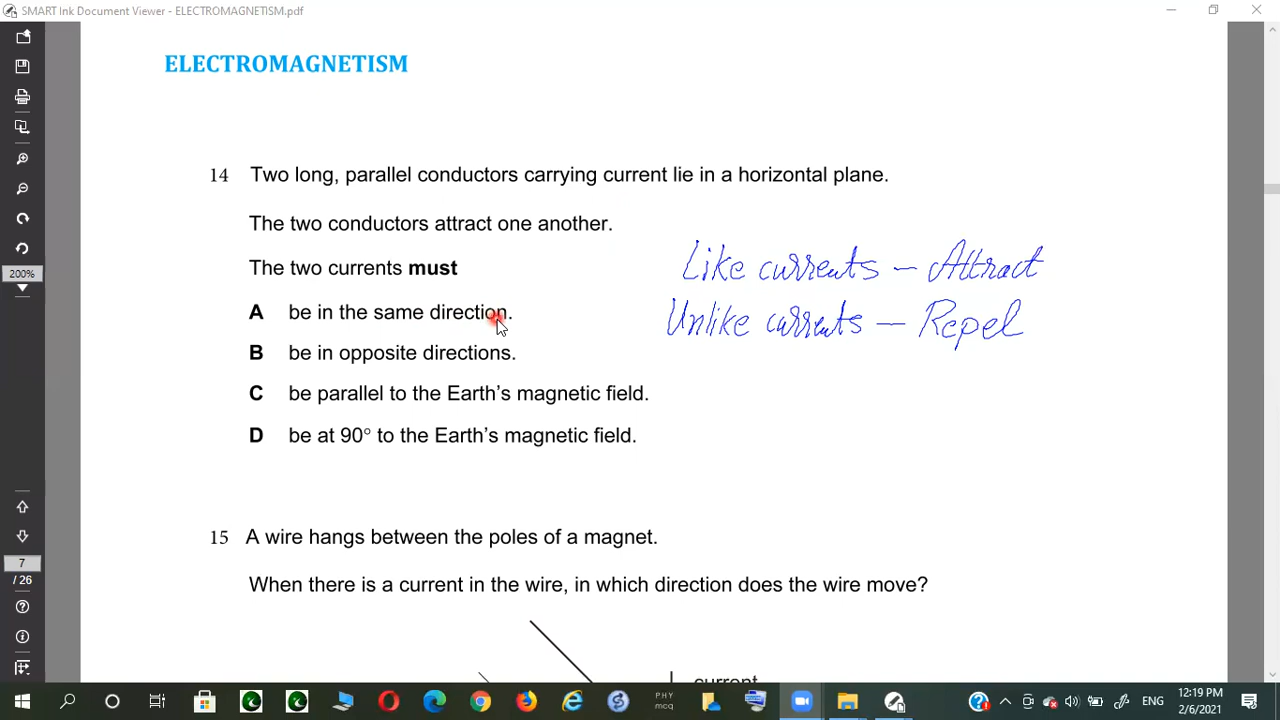 SMART Ink Document Viewer - ELECTROMAGNETISM.pdf
ELECTROMAGNETISM
14 Two long, parallel conductors carrying current lie in a horizontal plane.
The two conductors attract one another.
The two currents must
Like currents – Attract
Unlike currents – Repel
A be in the same direction.
B be in opposite directions.
C be parallel to the Earth's magnetic field.
D be at 90° to the Earth's magnetic field.
15 A wire hangs between the poles of a magnet.
When there is a current in the wire, in which direction does the wire move?
current
200%
7
/ 26
PHY
mcq
ENG
12:19 PM
2/6/2021